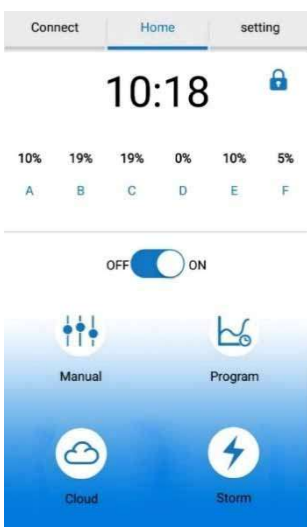 Connect Home setting
10:18
10% 19% 19% 0% 10% 5%
A B C D E F
OFF ON
Manual Program
Cloud Storm